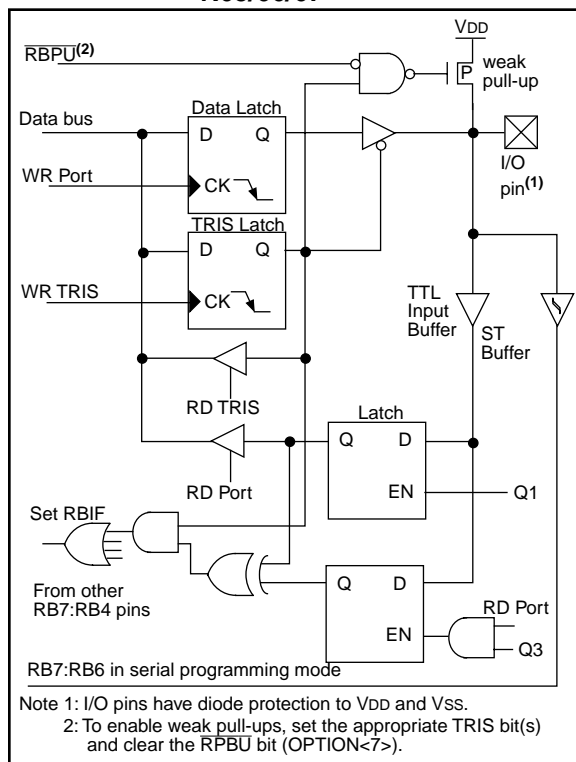 RBPU(2)
VDD
weak
pull-up
P
Data bus
Data Latch
D Q
WR Port
CK
I/O
pin(1)
TRIS Latch
D Q
WR TRIS
CK
TTL
Input
Buffer
ST
Buffer
RD TRIS
Latch
Q D
RD Port
EN
Q1
Set RBIF
From other
RB7:RB4 pins
Q D
RD Port
EN
Q3
RB7:RB6 in serial programming mode
Note 1: I/O pins have diode protection to VDD and VSS.
2: To enable weak pull-ups, set the appropriate TRIS bit(s)
and clear the RPBU bit (OPTION<7>).